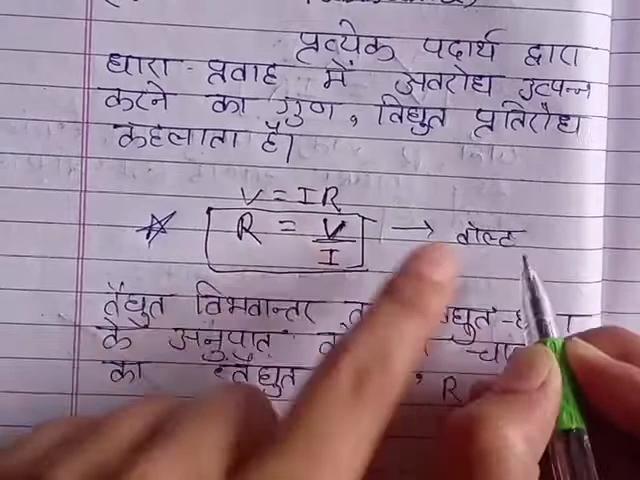 प्रत्येक पदार्थ द्वारा
धारा प्रवाह में अवरोध उत्पन्न
करने का गुण, विद्युत प्रतिरोध
कहलाता है।
V = IR
R = V/I → वोल्ट
वैद्युत विभवान्तर
के अनुपात
का वैद्युत , R